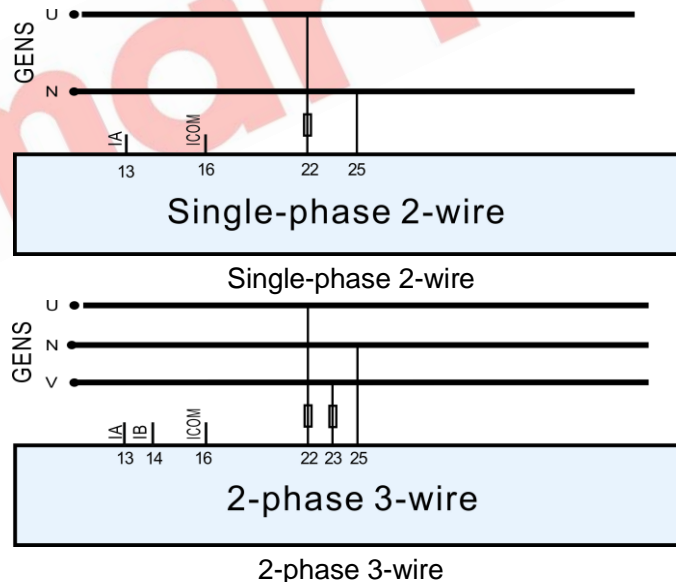 U
GENS
N
IA ICOM
13 16 22 25
Single-phase 2-wire
Single-phase 2-wire
U
GENS
N
V
IA IB ICOM
13 14 16 22 23 25
2-phase 3-wire
2-phase 3-wire